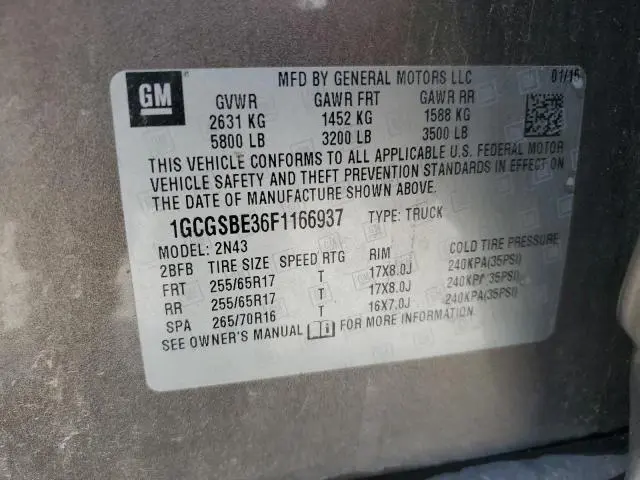 MFD BY GENERAL MOTORS LLC 01/15
GM
GVWR GAWR FRT GAWR RR
2631 KG 1452 KG 1588 KG
5800 LB 3200 LB 3500 LB
THIS VEHICLE CONFORMS TO ALL APPLICABLE U.S. FEDERAL MOTOR
VEHICLE SAFETY AND THEFT PREVENTION STANDARDS IN EFFECT ON
THE DATE OF MANUFACTURE SHOWN ABOVE.
1GCGSBE36F1166937 TYPE: TRUCK
MODEL: 2N43
2BFB TIRE SIZE SPEED RTG RIM COLD TIRE PRESSURE
FRT 255/65R17 T 17X8.0J 240KPA(35PSI)
RR 255/65R17 T 17X8.0J 240KPA(35PSI)
SPA 265/70R16 T 16X7.0J 240KPA(35PSI)
SEE OWNER'S MANUAL FOR MORE INFORMATION